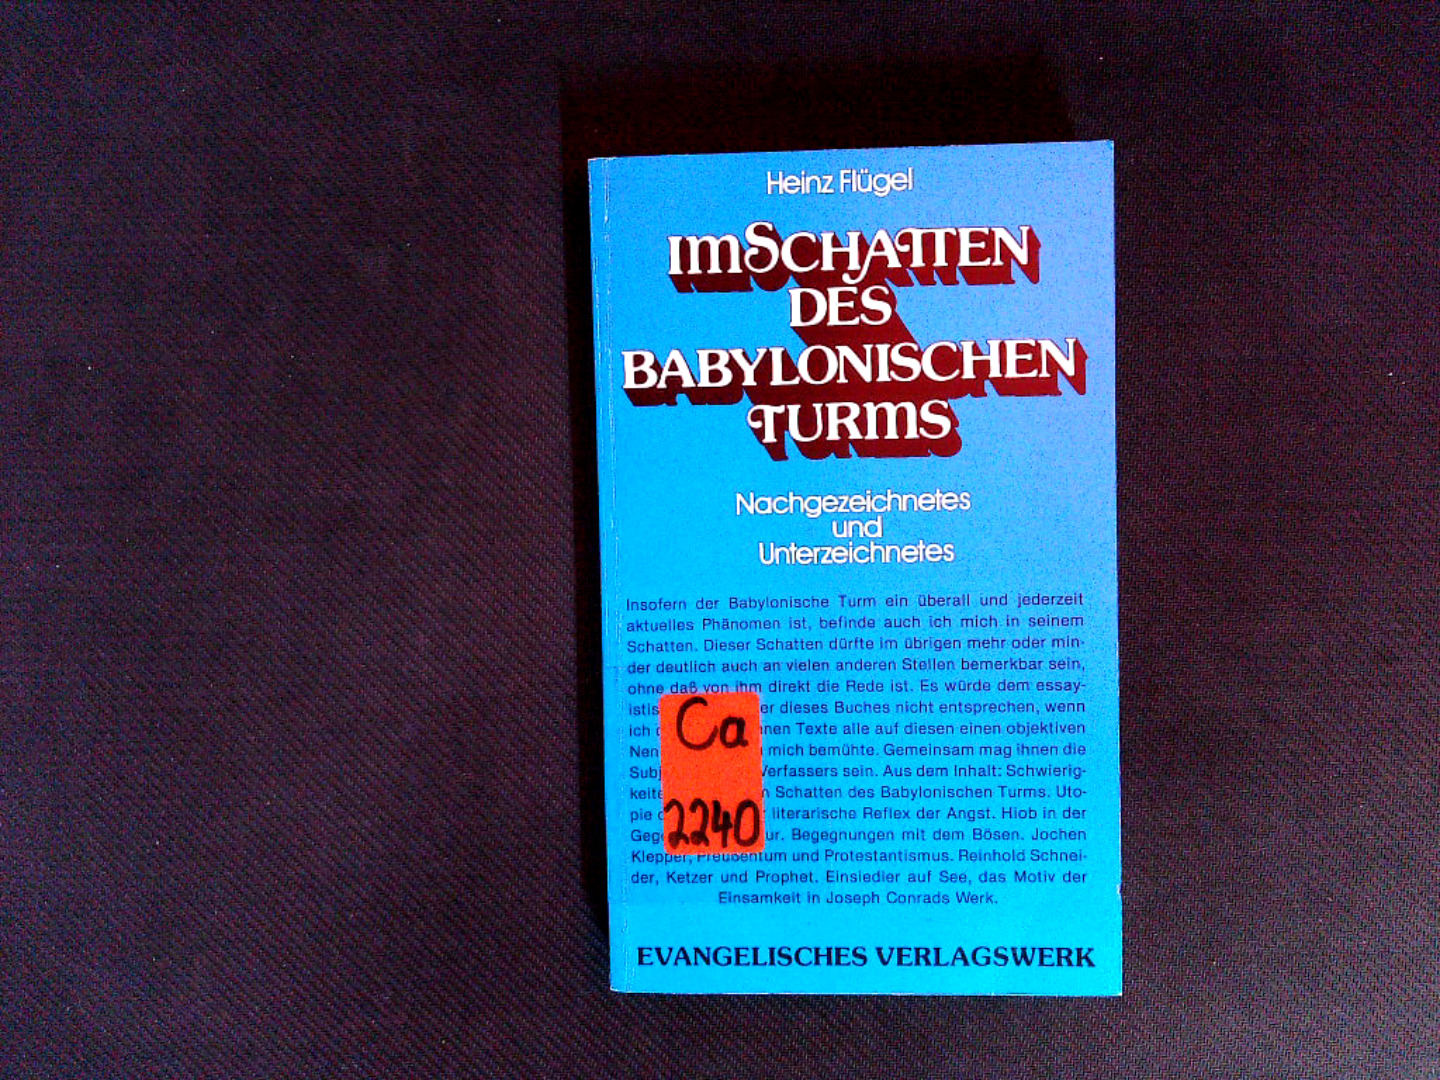 Heinz Flügel
Im Schatten
des
Babylonischen
Turms
Nachgezeichnetes
und
Unterzeichnetes
Insofern der Babylonische Turm ein überall und jederzeit
aktuelles Phänomen ist, befinde auch ich mich in seinem
Schatten. Dieser Schatten dürfte im übrigen mehr oder min-
der deutlich auch an vielen anderen Stellen bemerkbar sein,
ohne daß von ihm direkt die Rede ist. Es würde dem essay-
dieses Buches nicht entsprechen, wenn
ich Texte alle auf diesen einen objektiven
mich bemühte. Gemeinsam mag ihnen die
Verfassers sein. Aus dem Inhalt: Schwierig-
Schatten des Babylonischen Turms. Uto-
pie literarische Reflex der Angst. Hiob in der
Begegnungen mit dem Bösen. Jochen
Klepper, Preußentum und Protestantismus. Reinhold Schnei-
der, Ketzer und Prophet. Einsiedler auf See, das Motiv der
Einsamkeit in Joseph Conrads Werk.
Ca
2240
EVANGELISCHES VERLAGSWERK